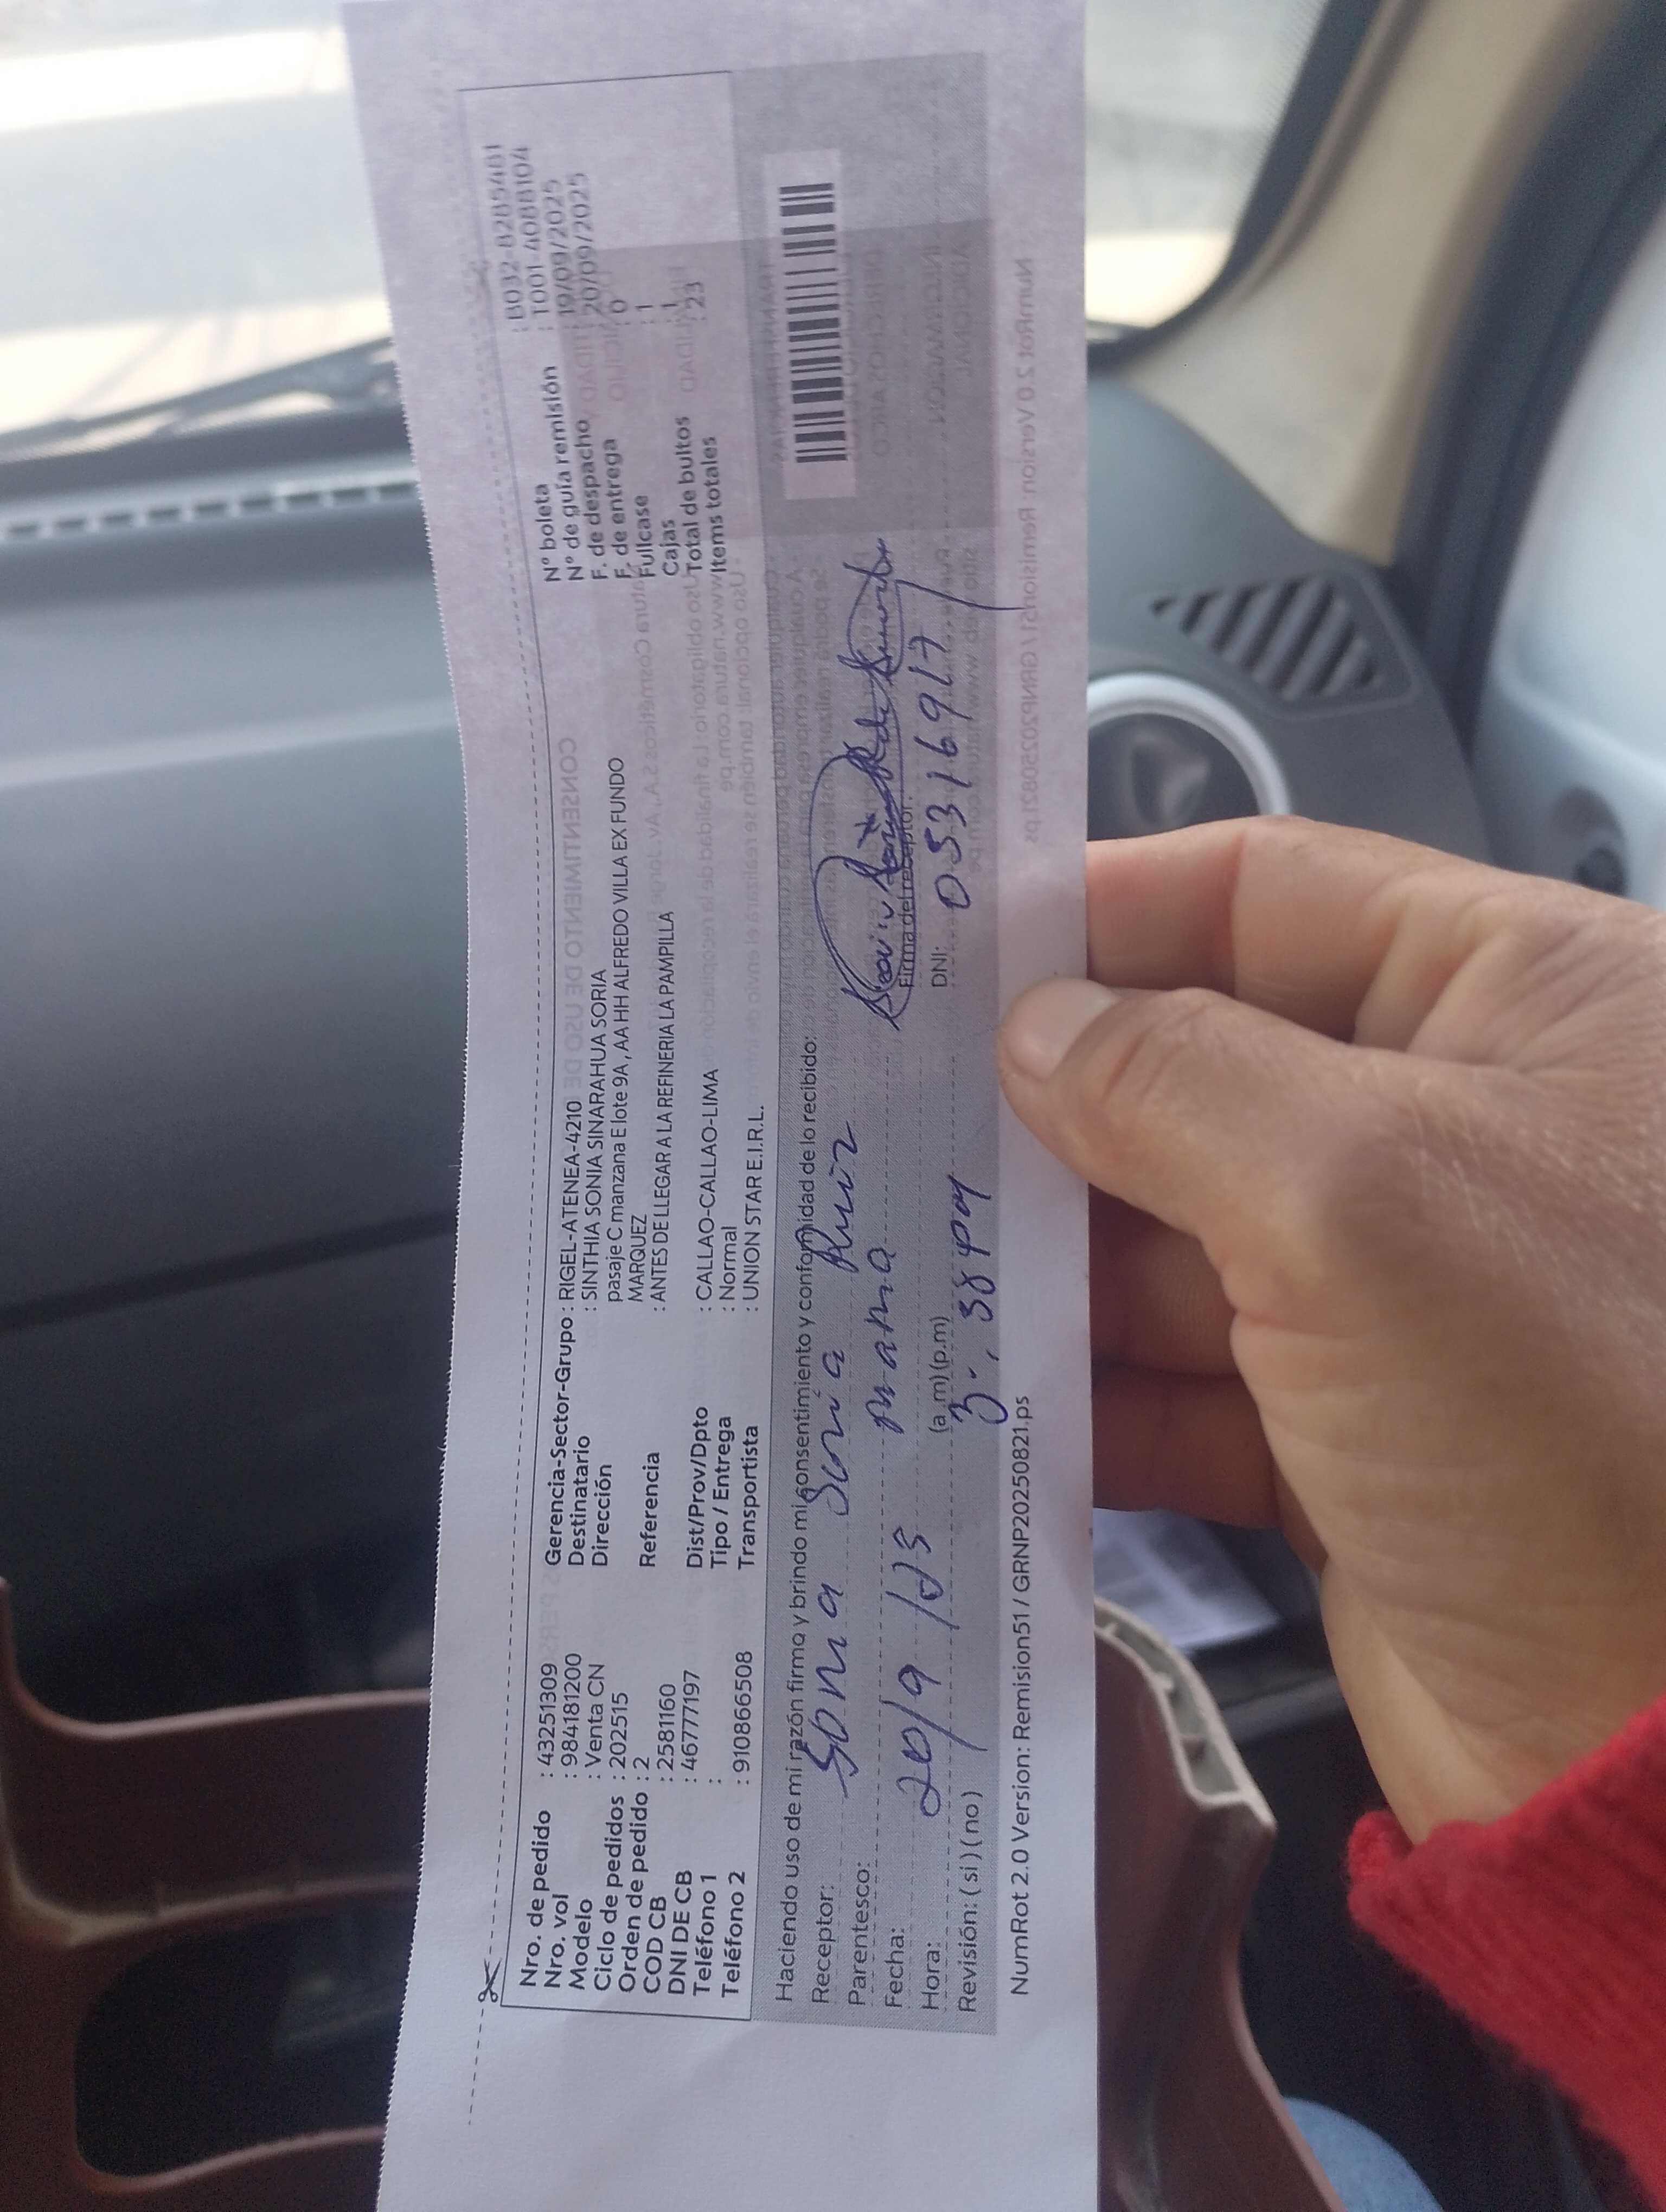 Nro. de pedido : 43251309
Nro. vol : 984181200
Modelo : Venta CN
Ciclo de pedidos : 202515
Orden de pedido : 2
COD CB : 2581160
DNI DE CB : 46777197
Teléfono 1 :
Teléfono 2 : 910866508
Gerencia-Sector-Grupo : RIGEL-ATENEA-4210
Destinatario : SINTHIA SONIA SINARAHUA SORIA
Dirección pasaje C manzana E lote 9A , AA HH ALFREDO VILLA EX FUNDO
MARQUEZ
Referencia : ANTES DE LLEGAR A LA REFINERIA LA PAMPILLA
Dist/Prov/Dpto : CALLAO-CALLAO-LIMA
Tipo / Entrega : Normal
Transportista : UNION STAR E.I.R.L.
N° boleta : B032-8285481
N° de guía remisión : T001-4088104
F. de despacho : 19/09/2025
F. de entrega : 20/09/2025
Fullcase : 0
Cajas : 1
Total de bultos : 1
Items totales : 23
Haciendo uso de mi razón firmo y brindo mi consentimiento y conformidad de lo recibido:
Receptor: Sonia Soria Ruiz
Parentesco: mama
Firma del receptor:
Fecha: 20/9/25
DNI: 05316917
Hora: 3:38 pm (a.m) (p.m)
Revisión: ( si ) ( no )
NumRot 2.0 Version: Remision51 / GRNP20250821.ps